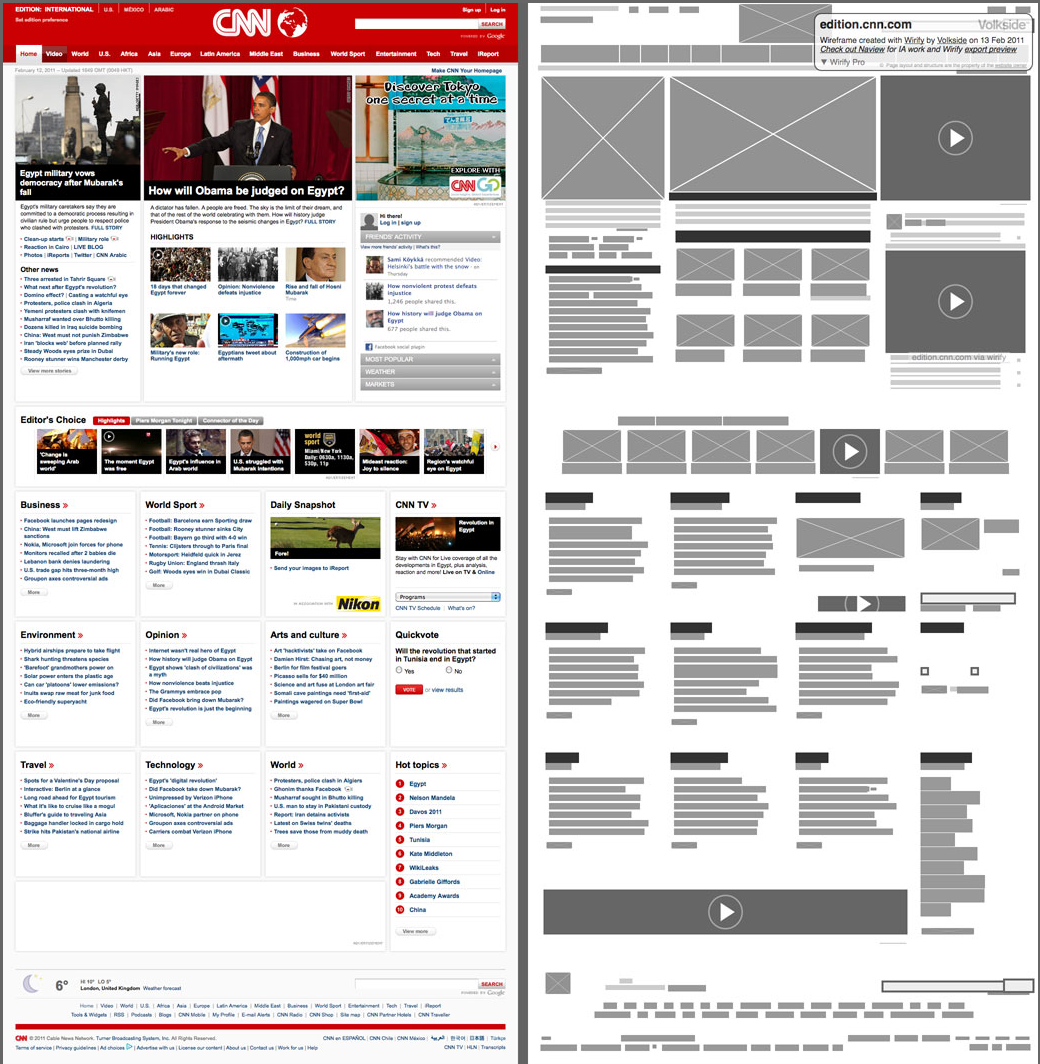 EDITION: INTERNATIONAL | U.S. | MÉXICO | ARABIC
Set edition preference
CNN
Sign up | Log in
SEARCH
POWERED BY Google
Home Video World U.S. Africa Asia Europe Latin America Middle East Business World Sport Entertainment Tech Travel iReport
Make CNN Your Homepage
Egypt military vows democracy after Mubarak's fall
Egypt's military caretakers say they are
committed to a democratic process resulting in
civilian rule but urge people to respect police
who clashed with protesters. FULL STORY
Clean-up starts | Military role
Reaction in Cairo | LIVE BLOG
Photos | iReports | Twitter | CNN Arabic
Other news
Three arrested in Tahrir Square
What next after Egypt's revolution?
Domino effect? | Casting a watchful eye
Protesters, police clash in Algeria
Yemeni protesters clash with knifemen
Musharraf wanted over Bhutto killing
Dozens killed in Iraq suicide bombing
China: West must not punish Zimbabwe
Iran 'blocks web' before planned rally
Steady Woods eyes prize in Dubai
Rooney stunner wins Manchester derby
View more stories
How will Obama be judged on Egypt?
A dictator has fallen. A people are freed. The sky is the limit of their dream, and
that of the rest of the world celebrating with them. How will history judge
President Obama's response to the seismic changes in Egypt? FULL STORY
HIGHLIGHTS
18 days that changed Egypt forever
Opinion: Nonviolence defeats injustice
Rise and fall of Hosni Mubarak
Time
Military's new role: Running Egypt
Egyptians tweet about aftermath
Construction of 1,000mph car begins
Discover Tokyo
one secret at a time
EXPLORE WITH
CNN GO
ADVERTISEMENT
Hi there!
Log in | sign up
FRIENDS' ACTIVITY
View more friends' activity | What's this?
Sami Köykkä recommended Video: Helsinki's battle with the snow - on Thursday
How nonviolent protest defeats injustice
1,246 people shared this.
How history will judge Obama on Egypt
677 people shared this.
Facebook social plugin
MOST POPULAR
WEATHER
MARKETS
Editor's Choice
Highlights
Piers Morgan Tonight
Connector of the Day
'Change is sweeping Arab world'
The moment Egypt was free
Egypt's influence in Arab world
U.S. struggled with Mubarak intentions
world sport
Miami/New York
Daily: 0630a, 1130a, 530p, 11p
Mideast reaction: Joy to silence
Region's watchful eye on Egypt
ADVERTISEMENT
Business »
Facebook launches pages redesign
China: West must lift Zimbabwe sanctions
Nokia, Microsoft join forces for phone
Monitors recalled after 2 babies die
Lebanon bank denies laundering
U.S. trade gap hits three-month high
Groupon axes controversial ads
More
World Sport »
Football: Barcelona earn Sporting draw
Football: Rooney stunner sinks City
Football: Bayern go third with 4-0 win
Tennis: Clijsters through to Paris final
Motorsport: Heidfeld quick in Jerez
Rugby Union: England thrash Italy
Golf: Woods eyes win in Dubai Classic
More
Daily Snapshot
Fore!
Send your images to iReport
in association with
Nikon
CNN TV »
Revolution in Egypt
Stay with CNN for Live coverage of all the
developments in Egypt, plus analysis,
reaction and more! Live on TV & Online
Programs
CNN TV Schedule | What's on?
Environment »
Hybrid airships prepare to take flight
Shark hunting threatens species
'Barefoot' grandmothers power on
Solar power enters the plastic age
Can car 'platoons' lower emissions?
Inuits swap raw meat for junk food
Eco-friendly superyacht
More
Opinion »
Internet wasn't real hero of Egypt
How history will judge Obama on Egypt
Egypt shows 'clash of civilizations' was a myth
How nonviolence beats injustice
The Grammys embrace pop
Did Facebook bring down Mubarak?
Egypt's revolution is just the beginning
More
Arts and culture »
Art 'hacktivists' take on Facebook
Damien Hirst: Chasing art, not money
Berlin for film festival goers
Picasso sells for $40 million
Science and art fuse at London art fair
Somali cave paintings need 'first-aid'
Paintings wagered on Super Bowl
More
Quickvote
Will the revolution that started in Tunisia end in Egypt?
Yes No
VOTE or view results
Travel »
Spots for a Valentine's Day proposal
Interactive: Berlin at a glance
Long road ahead for Egypt tourism
What it's like to cruise like a mogul
Bluffer's guide to traveling Asia
Baggage handler locked in cargo hold
Strike hits Pakistan's national airline
More
Technology »
Egypt's 'digital revolution'
Did Facebook take down Mubarak?
Unimpressed by Verizon iPhone
'Aplicaciones' at the Android Market
Microsoft, Nokia partner on phone
Groupon axes controversial ads
Carriers combat Verizon iPhone
More
World »
Protesters, police clash in Algiers
Ghonim thanks Facebook
Musharraf sought in Bhutto killing
U.S. man to stay in Pakistani custody
Report: Iran detains activists
Latest on Swiss twins' deaths
Trees save those from muddy death
More
Hot topics »
1 Egypt
2 Nelson Mandela
3 Davos 2011
4 Piers Morgan
5 Tunisia
6 Kate Middleton
7 WikiLeaks
8 Gabrielle Giffords
9 Academy Awards
10 China
View more
ADVERTISEMENT
6° HI 10° LO 5°
London, United Kingdom Weather forecast
SEARCH
POWERED BY Google
Home | Video | World | U.S. | Africa | Asia | Europe | Latin America | Middle East | Business | World Sport | Entertainment | Tech | Travel | iReport
Tools & Widgets | RSS | Podcasts | Blogs | CNN Mobile | My Profile | E-mail Alerts | CNN Radio | CNN Shop | Site map | CNN Partner Hotels | CNN Traveller
CNN © 2011 Cable News Network. Turner Broadcasting System, Inc. All Rights Reserved.
Terms of service | Privacy guidelines | Ad choices | Advertise with us | License our content | About us | Contact us | Work for us | Help
CNN en ESPAÑOL | CNN Chile | CNN México | العربية | 한국어 | 日本語 | Türkçe
CNN TV | HLN | Transcripts
edition.cnn.com
Volkside
Wireframe created with Wirify by Volkside on 13 Feb 2011
Check out Naview for IA work and Wirify export preview
▼ Wirify Pro
© Page layout and structure are the property of the website owner
edition.cnn.com via wirify